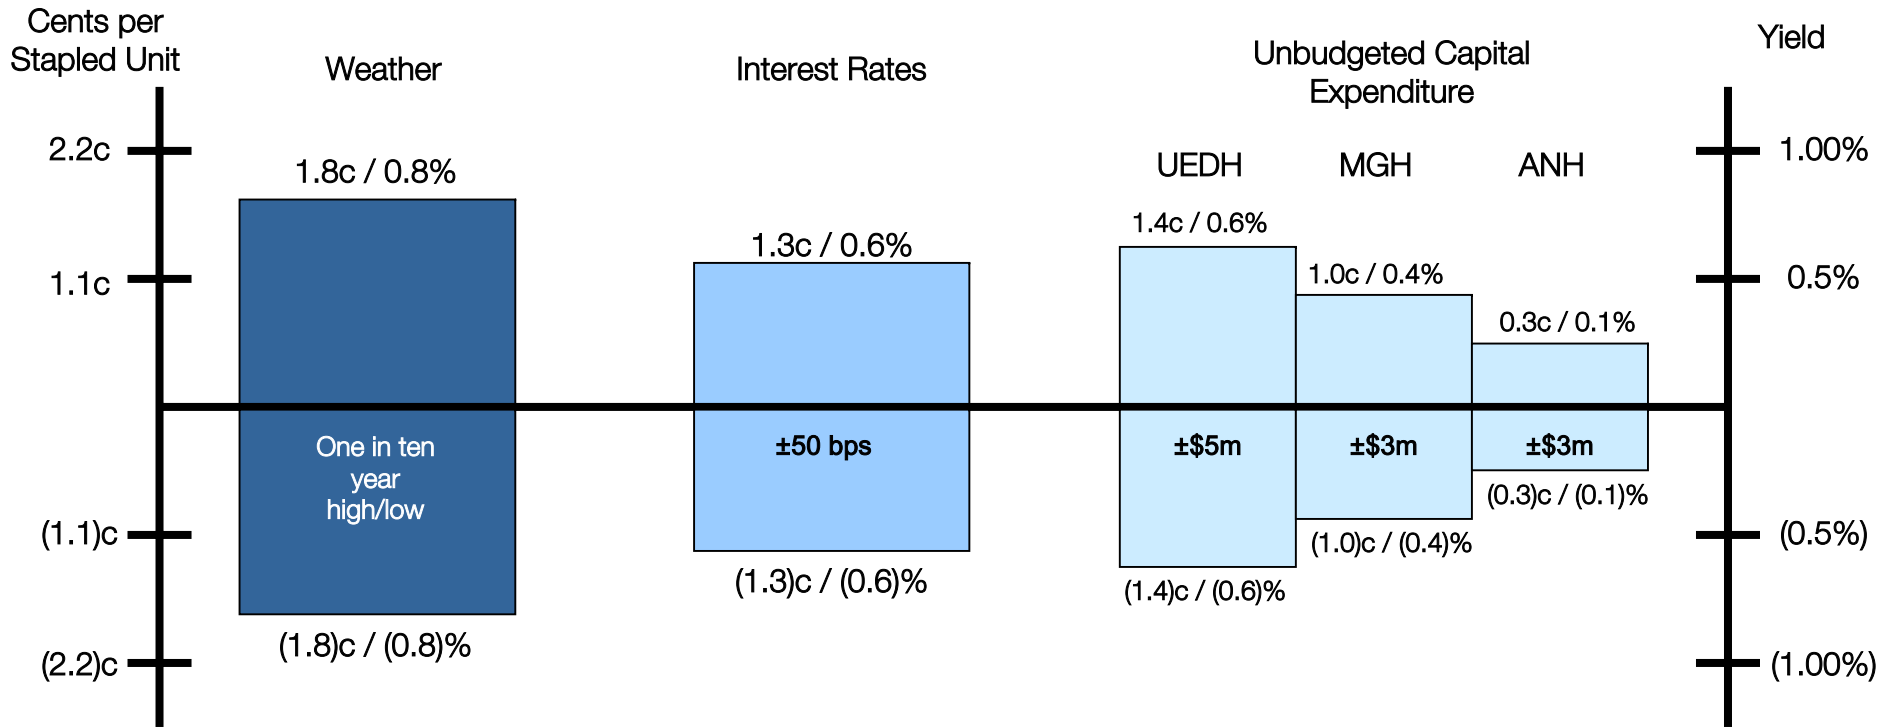 Cents per
Stapled Unit
Weather
Interest Rates
Unbudgeted Capital
Expenditure
Yield
2.2c
1.8c / 0.8%
UEDH
MGH
ANH
1.00%
1.4c / 0.6%
1.3c / 0.6%
1.1c
1.0c / 0.4%
0.5%
0.3c / 0.1%
One in ten
year
high/low
±50 bps
±$5m
±$3m
±$3m
(0.3)c / (0.1)%
(1.1)c
(1.0)c / (0.4)%
(0.5%)
(1.3)c / (0.6)%
(1.4)c / (0.6)%
(1.8)c / (0.8)%
(2.2)c
(1.00%)